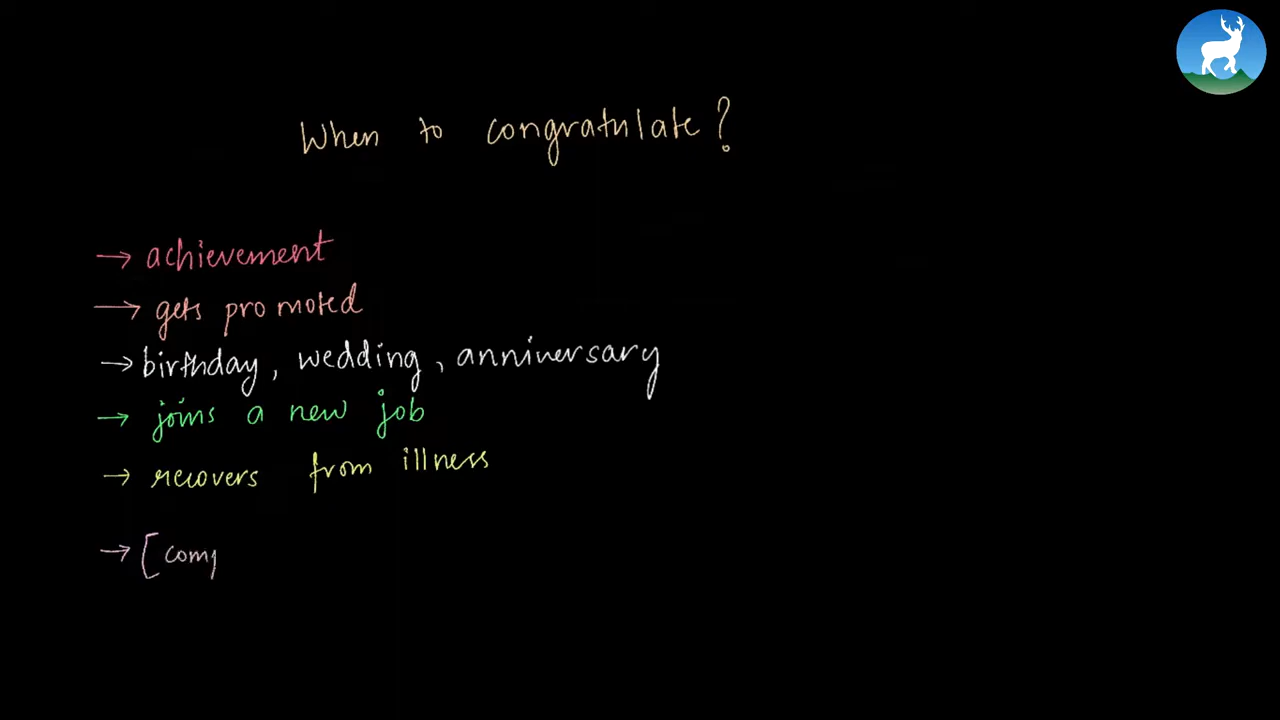 When to congratulate?
→ achievement
→ gets promoted
→ birthday, wedding, anniversary
→ joins a new job
→ recovers from illness
→ [com